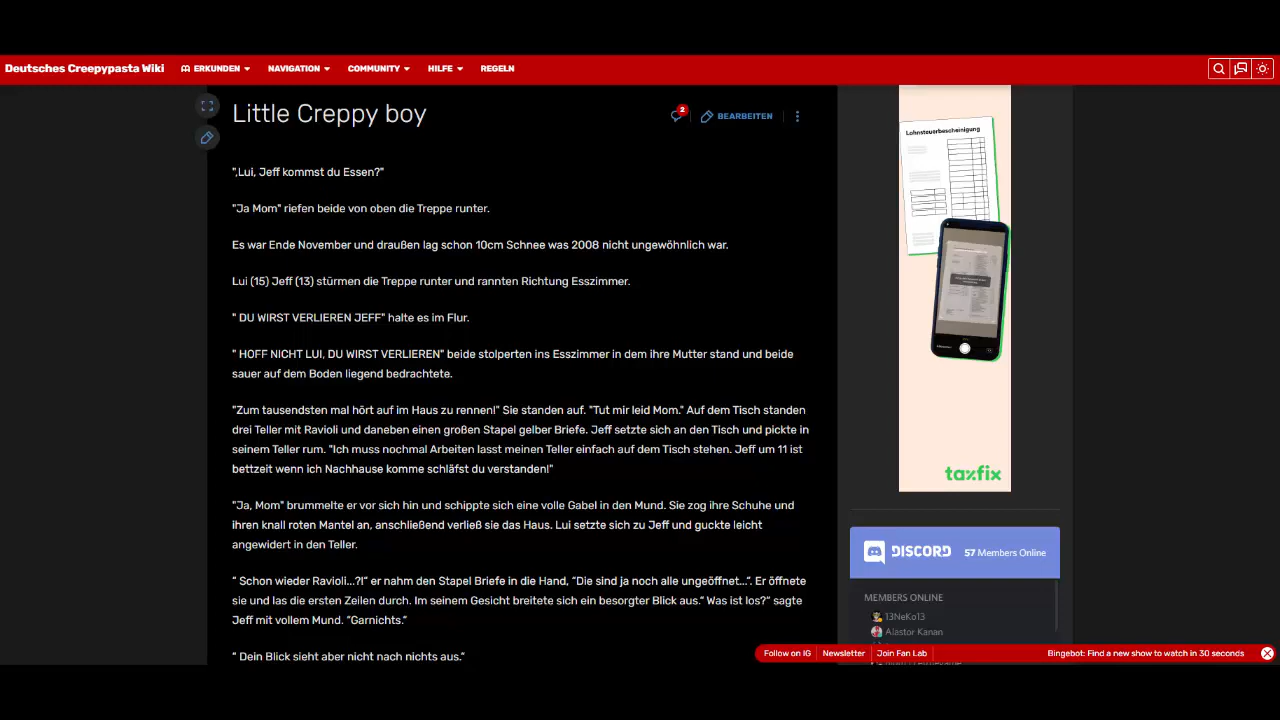 Deutsches Creepypasta Wiki
ERKUNDEN
NAVIGATION
COMMUNITY
HILFE
REGELN
Little Creppy boy
2
BEARBEITEN
".Lui, Jeff kommst du Essen?"
"Ja Mom" riefen beide von oben die Treppe runter.
Es war Ende November und draußen lag schon 10cm Schnee was 2008 nicht ungewöhnlich war.
Lui (15) Jeff (13) stürmen die Treppe runter und rannten Richtung Esszimmer.
" DU WIRST VERLIEREN JEFF" halte es im Flur.
" HOFF NICHT LUI, DU WIRST VERLIEREN" beide stolperten ins Esszimmer in dem ihre Mutter stand und beide
sauer auf dem Boden liegend bedrachtete.
"Zum tausendsten mal hört auf im Haus zu rennen!" Sie standen auf. "Tut mir leid Mom." Auf dem Tisch standen
drei Teller mit Ravioli und daneben einen großen Stapel gelber Briefe. Jeff setzte sich an den Tisch und pickte in
seinem Teller rum. "Ich muss nochmal Arbeiten lasst meinen Teller einfach auf dem Tisch stehen. Jeff um 11 ist
bettzeit wenn ich Nachhause komme schläfst du verstanden!"
"Ja, Mom" brummelte er vor sich hin und schippte sich eine volle Gabel in den Mund. Sie zog ihre Schuhe und
ihren knall roten Mantel an, anschließend verließ sie das Haus. Lui setzte sich zu Jeff und guckte leicht
angewidert in den Teller.
“ Schon wieder Ravioli...?!“ er nahm den Stapel Briefe in die Hand, “Die sind ja noch alle ungeöffnet...“. Er öffnete
sie und las die ersten Zeilen durch. Im seinem Gesicht breitete sich ein besorgter Blick aus.“ Was ist los?“ sagte
Jeff mit vollem Mund. “Garnichts.“
“ Dein Blick sieht aber nicht nach nichts aus.“
Lohnsteuerbescheinigung
taxfix
DISCORD
57 Members Online
MEMBERS ONLINE
13NeKo13
Alastor Kanan
Follow on IG
Newsletter
Join Fan Lab
Bingebot: Find a new show to watch in 30 seconds